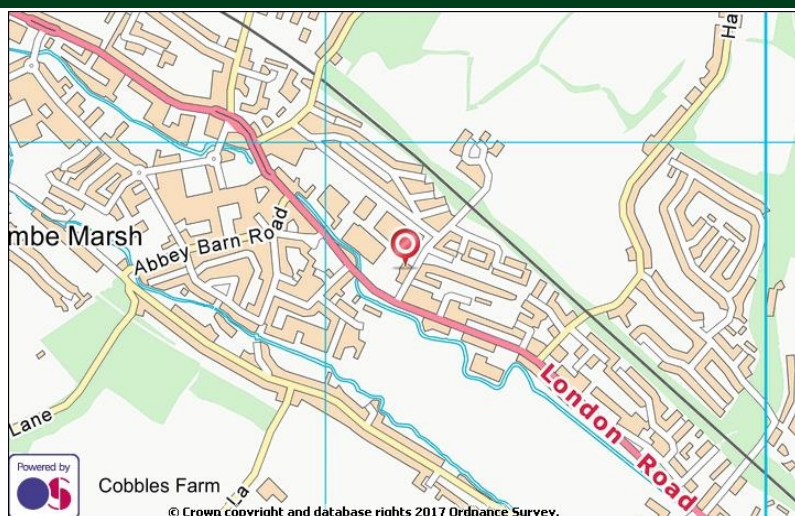 Ha
mbe Marsh
Abbey Barn Road
London Road
Lane
La
Cobbles Farm
Powered by
OS
© Crown copyright and database rights 2017 Ordnance Survey.